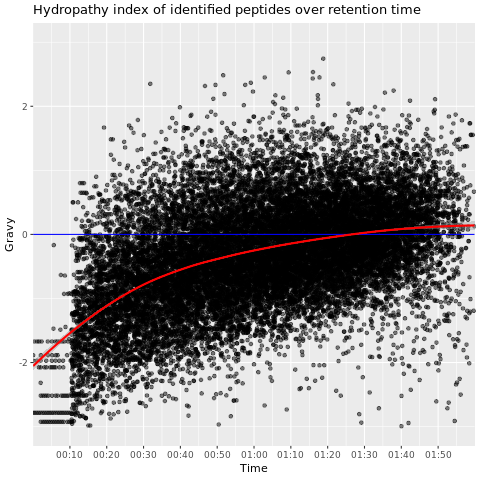 Hydropathy index of identified peptides over retention time
Gravy
2
0
-2
00:10 00:20 00:30 00:40 00:50 01:00 01:10 01:20 01:30 01:40 01:50
Time